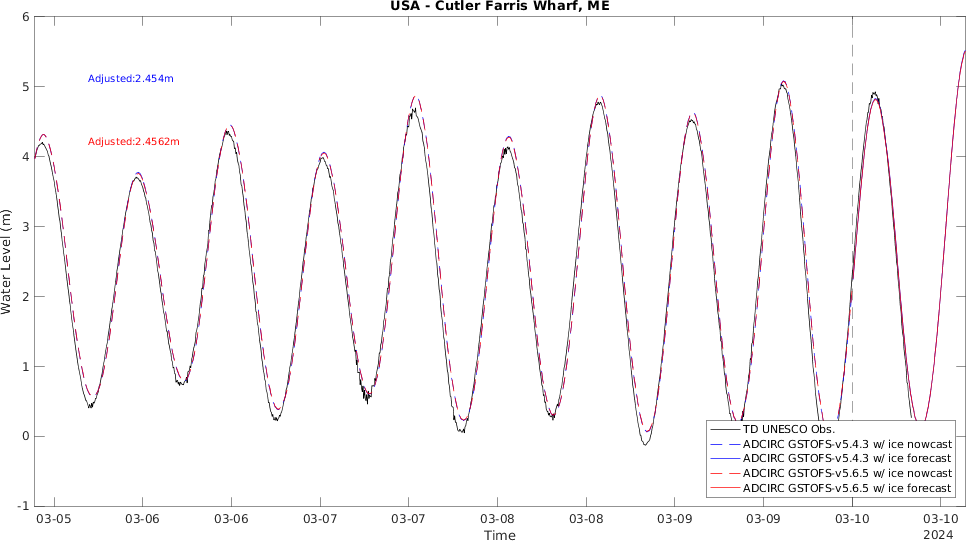 USA - Cutler Farris Wharf, ME
6
5
4
3
2
1
0
-1
Water Level (m)
Adjusted:2.454m
Adjusted:2.4562m
TD UNESCO Obs.
ADCIRC GSTOFS-v5.4.3 w/ ice nowcast
ADCIRC GSTOFS-v5.4.3 w/ ice forecast
ADCIRC GSTOFS-v5.6.5 w/ ice nowcast
ADCIRC GSTOFS-v5.6.5 w/ ice forecast
03-05 03-06 03-06 03-07 03-07 03-08 03-08 03-09 03-09 03-10 03-10
Time
2024